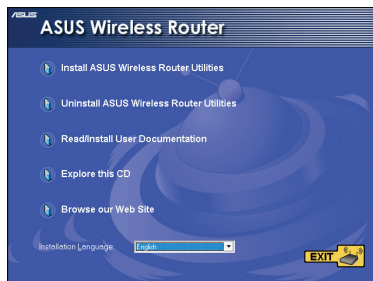 ASUS
ASUS Wireless Router
Install ASUS Wireless Router Utilities
Uninstall ASUS Wireless Router Utilities
Read/Install User Documentation
Explore this CD
Browse our Web Site
Installation Language: English
EXIT